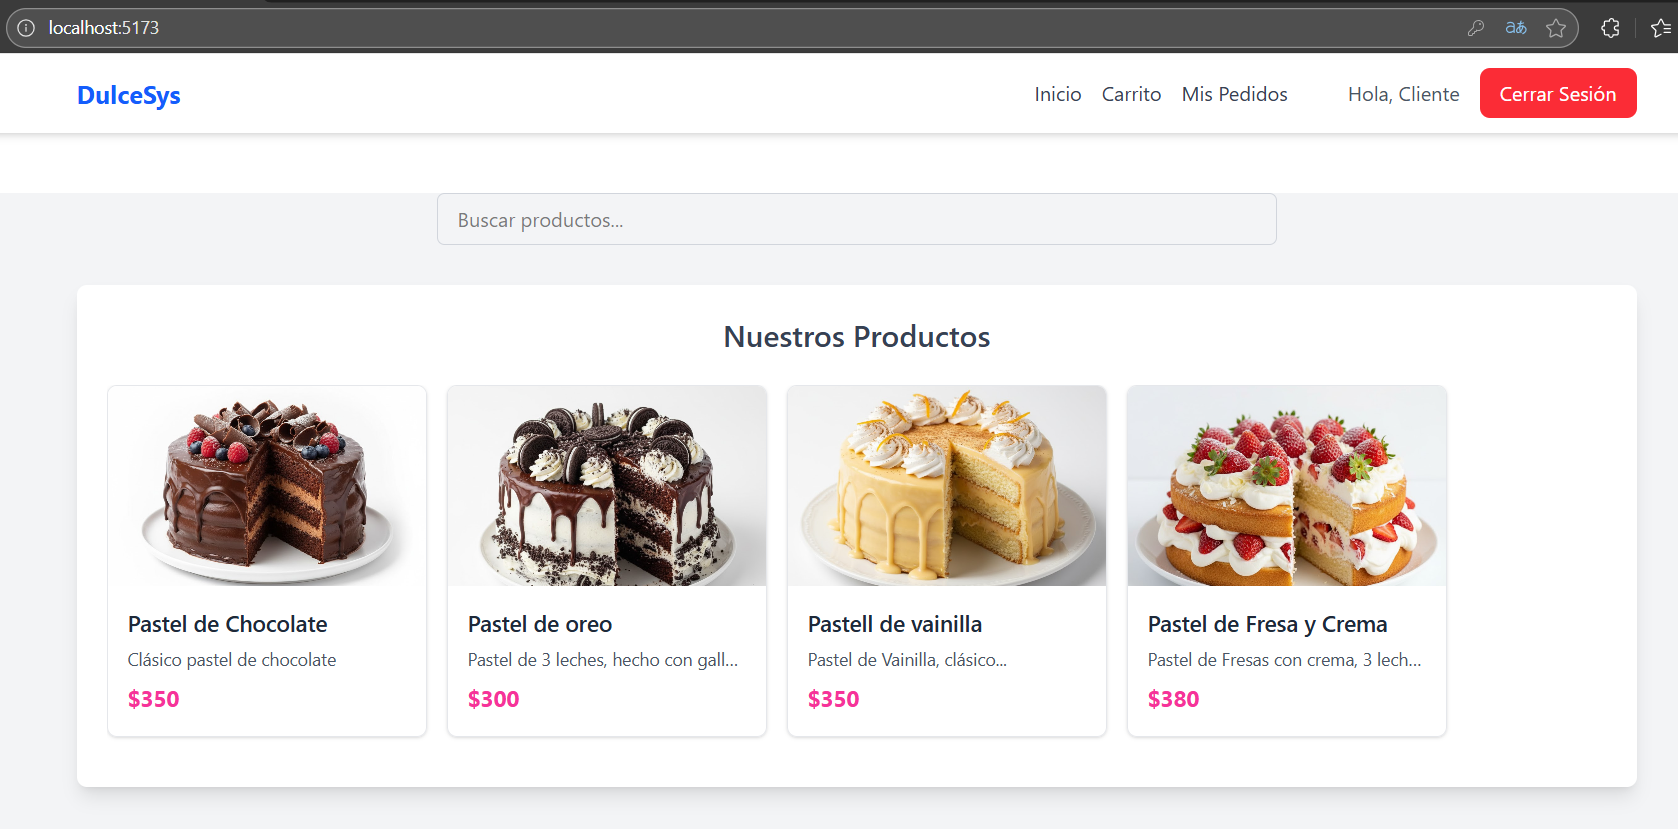 localhost:5173
DulceSys
Inicio Carrito Mis Pedidos Hola, Cliente Cerrar Sesión
Buscar productos...
Nuestros Productos
Pastel de Chocolate
Clásico pastel de chocolate
$350
Pastel de oreo
Pastel de 3 leches, hecho con gall...
$300
Pastell de vainilla
Pastel de Vainilla, clásico...
$350
Pastel de Fresa y Crema
Pastel de Fresas con crema, 3 lech...
$380